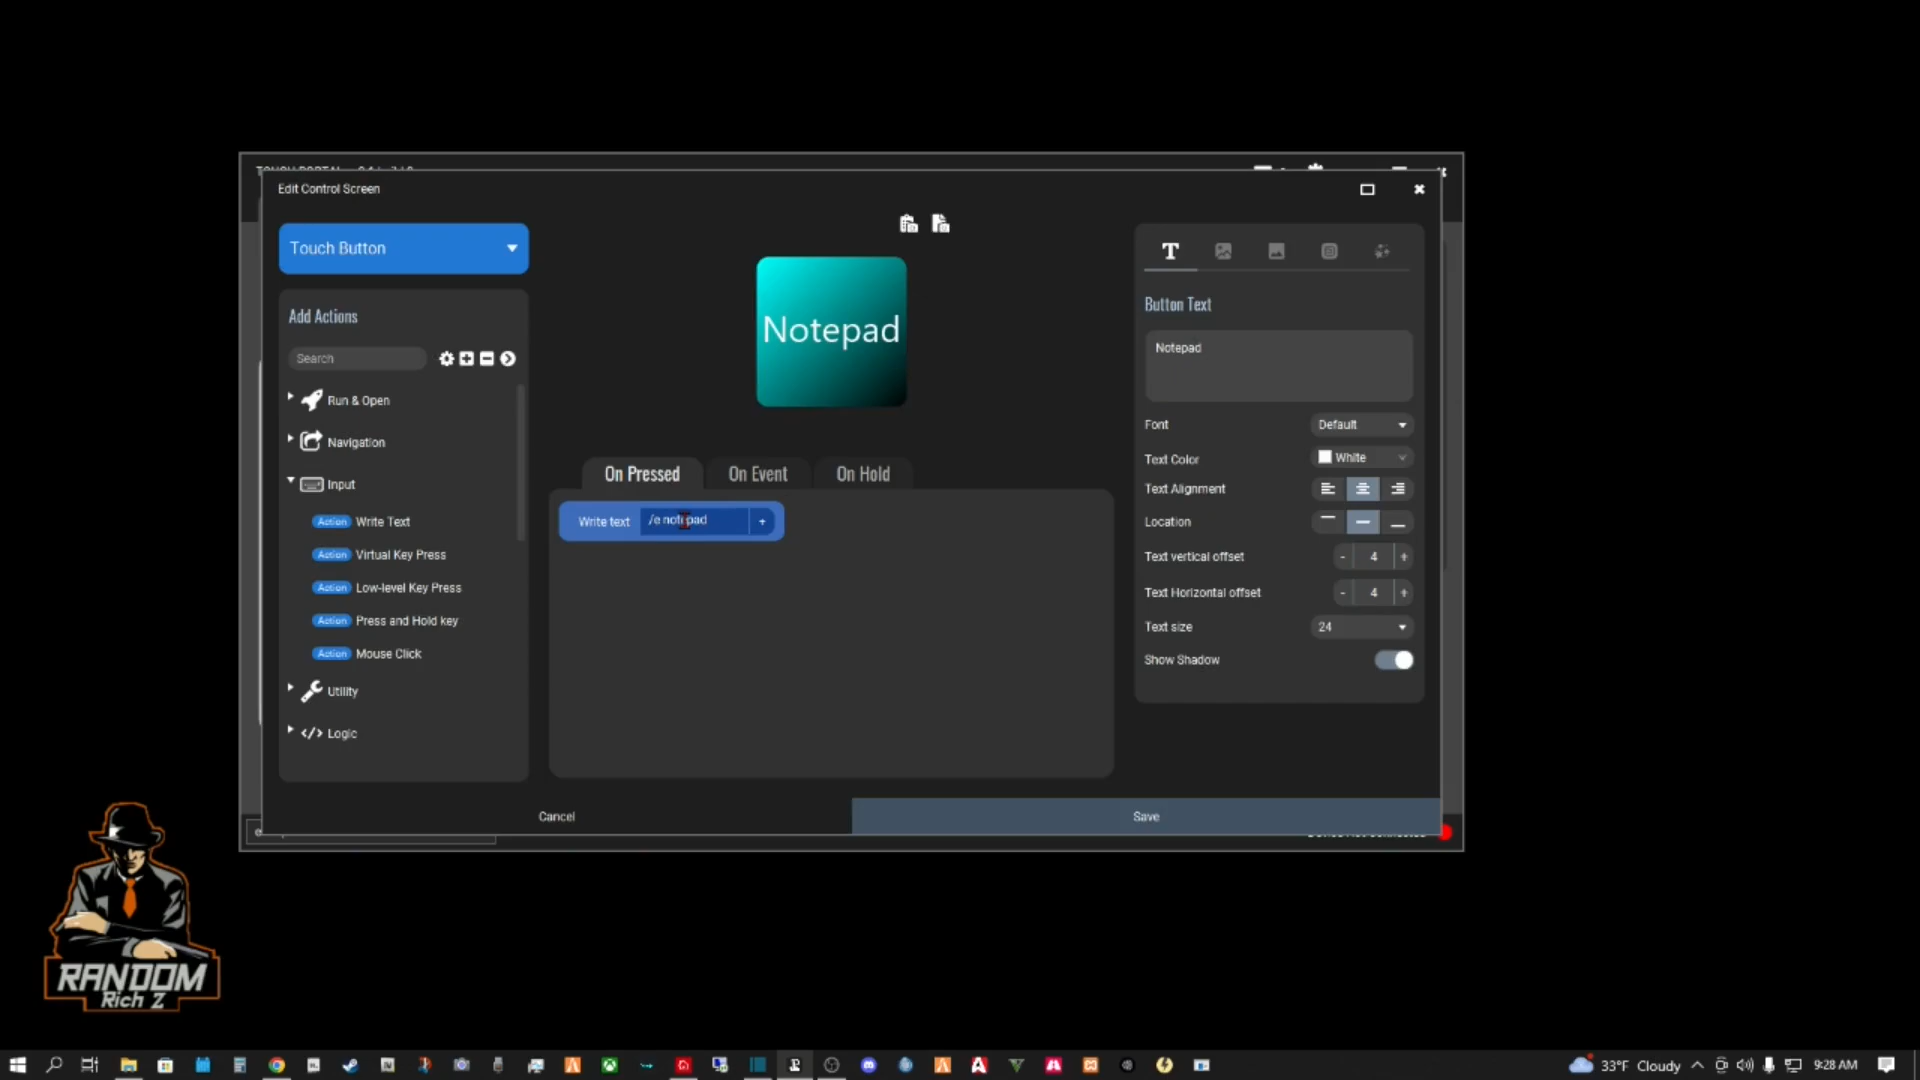 Edit Control Screen
Touch Button
Add Actions
Search
Run & Open
Navigation
Input
Action Write Text
Action Virtual Key Press
Action Low-level Key Press
Action Press and Hold key
Action Mouse Click
Utility
</> Logic
Notepad
On Pressed
On Event
On Hold
Write text /e notepad +
Button Text
Notepad
Font Default
Text Color White
Text Alignment
Location
Text vertical offset - 4 +
Text Horizontal offset - 4 +
Text size 24
Show Shadow
Cancel
Save
RANDOM
Rich Z
33°F Cloudy
9:28 AM